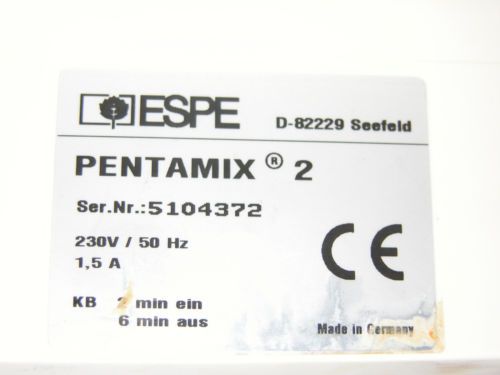 ESPE D-82229 Seefeld
PENTAMIX ® 2
Ser.Nr.:5104372
230V / 50 Hz
1,5 A
CE
KB 2 min ein
6 min aus
Made in Germany